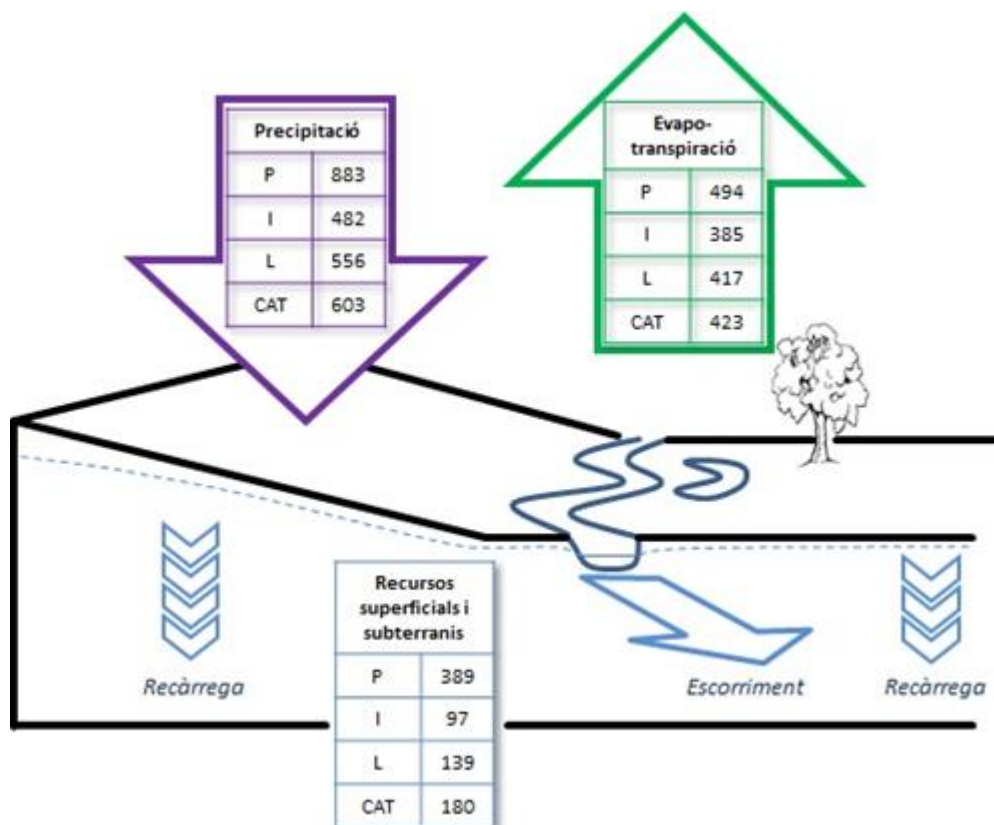 Precipitació
P 883
I 482
L 556
CAT 603
Evapo-
transpiració
P 494
I 385
L 417
CAT 423
Recursos
superficials i
subterranis
P 389
I 97
L 139
CAT 180
Recàrrega
Escorriment
Recàrrega